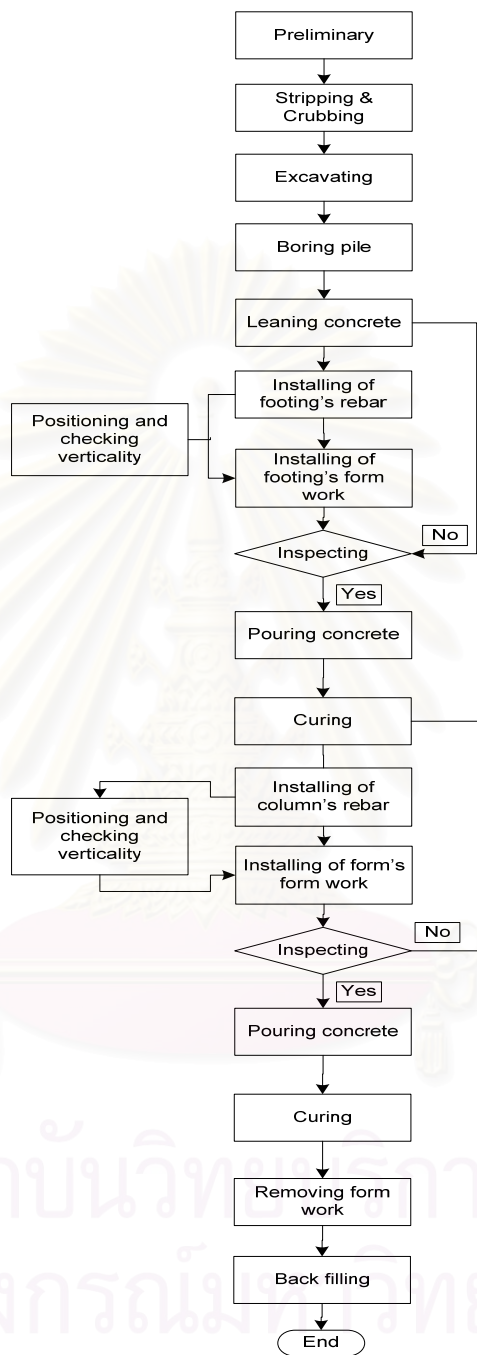 Preliminary
Stripping &
Crubbing
Excavating
Boring pile
Leaning concrete
Installing of
footing's rebar
Positioning and
checking
verticality
Installing of
footing's form
work
Inspecting
No
Yes
Pouring concrete
Curing
Installing of
column's rebar
Positioning and
checking
verticality
Installing of form's
form work
Inspecting
No
Yes
Pouring concrete
Curing
Removing form
work
Back filling
End